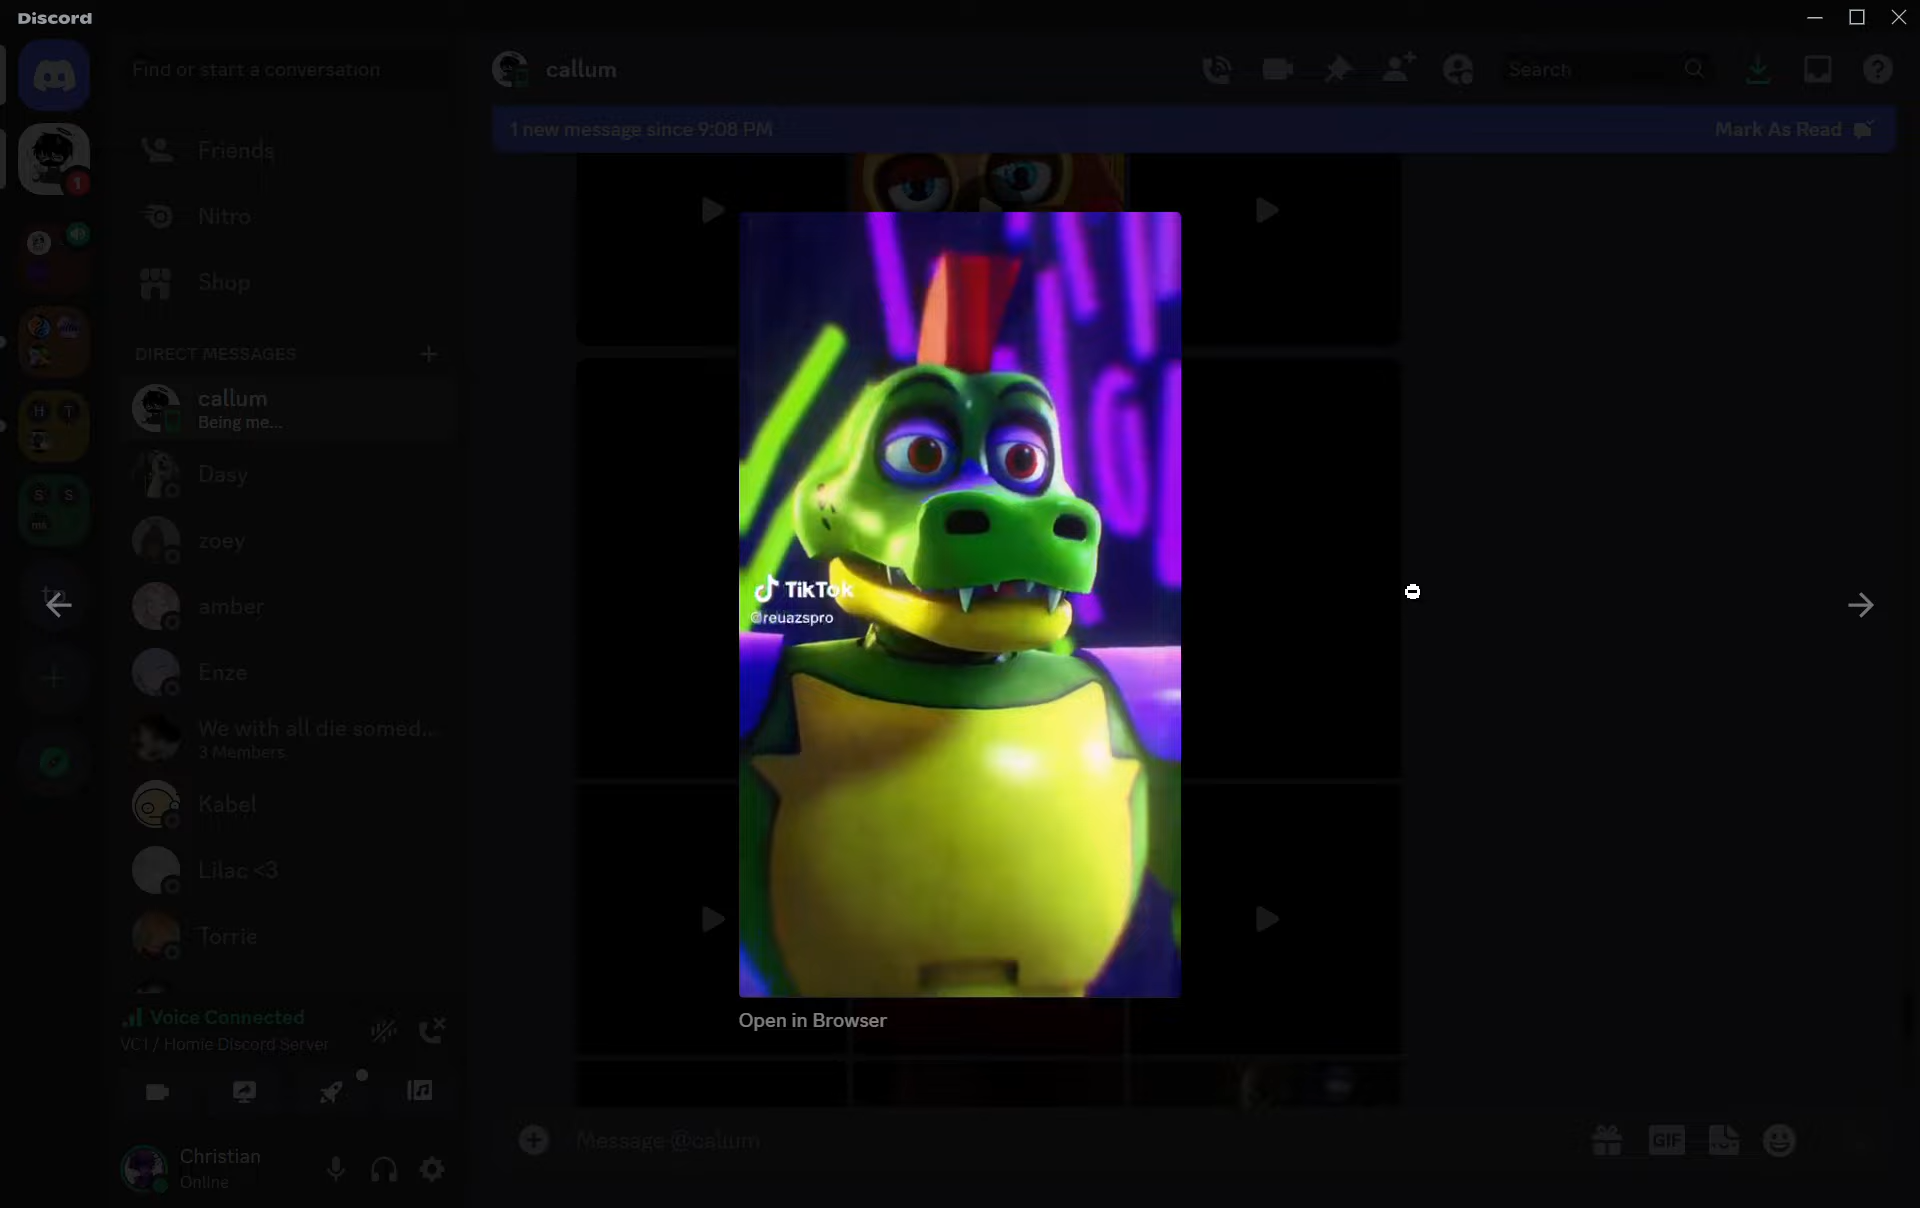 Discord
Find or start a conversation
callum
Search
1 new message since 9:08 PM
Mark As Read
1
Friends
Nitro
Shop
DIRECT MESSAGES
callum
Being me...
H T
Dasy
S S
zoey
amber
Enze
We with all die somed...
3 Members
Kabel
Lilac <3
Torrie
TikTok
@reuazspro
Open in Browser
Voice Connected
VC1 / Homie Discord Server
Message @callum
GIF
Christian
Online